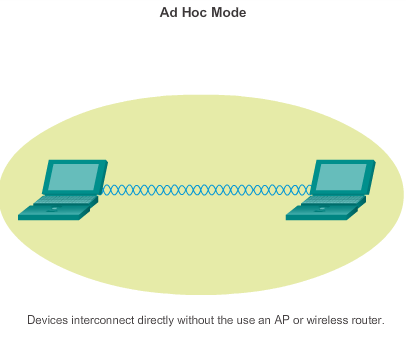 Ad Hoc Mode
Devices interconnect directly without the use an AP or wireless router.